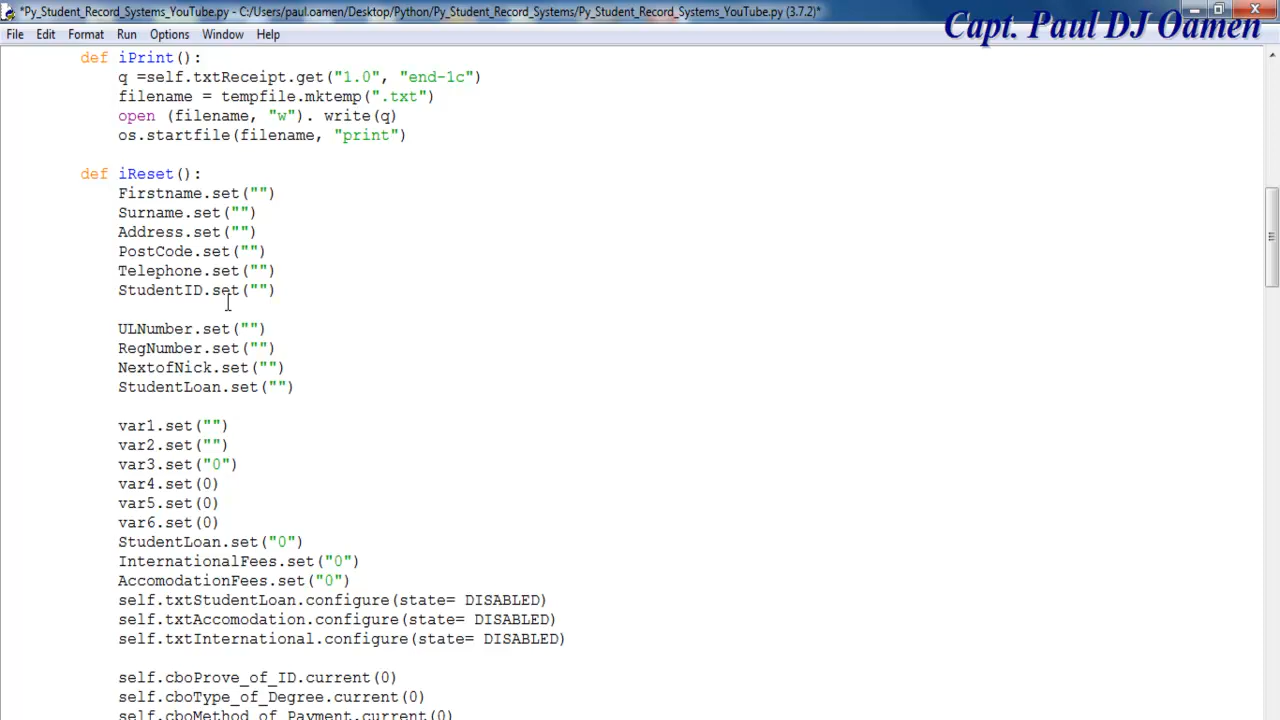 *Py_Student_Record_Systems_YouTube.py - C:/Users/paul.oamen/Desktop/Python/Py_Student_Record_Systems/Py_Student_Record_Systems_YouTube.py (3.7.2)*
Capt. Paul DJ Oamen
File Edit Format Run Options Window Help
def iPrint():
q =self.txtReceipt.get("1.0", "end-1c")
filename = tempfile.mktemp(".txt")
open (filename, "w"). write(q)
os.startfile(filename, "print")
def iReset():
Firstname.set("")
Surname.set("")
Address.set("")
PostCode.set("")
Telephone.set("")
StudentID.set("")
ULNumber.set("")
RegNumber.set("")
NextofNick.set("")
StudentLoan.set("")
var1.set("")
var2.set("")
var3.set("0")
var4.set(0)
var5.set(0)
var6.set(0)
StudentLoan.set("0")
InternationalFees.set("0")
AccomodationFees.set("0")
self.txtStudentLoan.configure(state= DISABLED)
self.txtAccomodation.configure(state= DISABLED)
self.txtInternational.configure(state= DISABLED)
self.cboProve_of_ID.current(0)
self.cboType_of_Degree.current(0)
self.cboMethod_of_Payment.current(0)